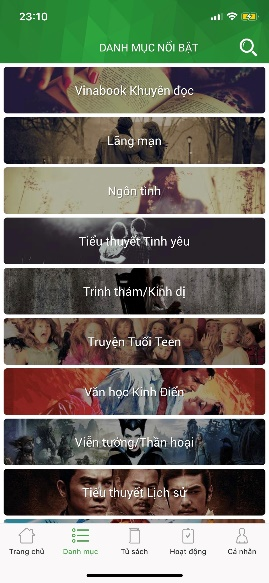 23:10
DANH MỤC NỔI BẬT
Vinabook Khuyên đọc
Lãng mạn
Ngôn tình
Tiểu thuyết Tình yêu
Trinh thám/Kinh dị
Truyện Tuổi Teen
Văn học Kinh Điển
Viễn tưởng/Thần hoại
Tiểu thuyết Lịch sử
Trang chủ
Danh mục
Tủ sách
Hoạt động
Cá nhân